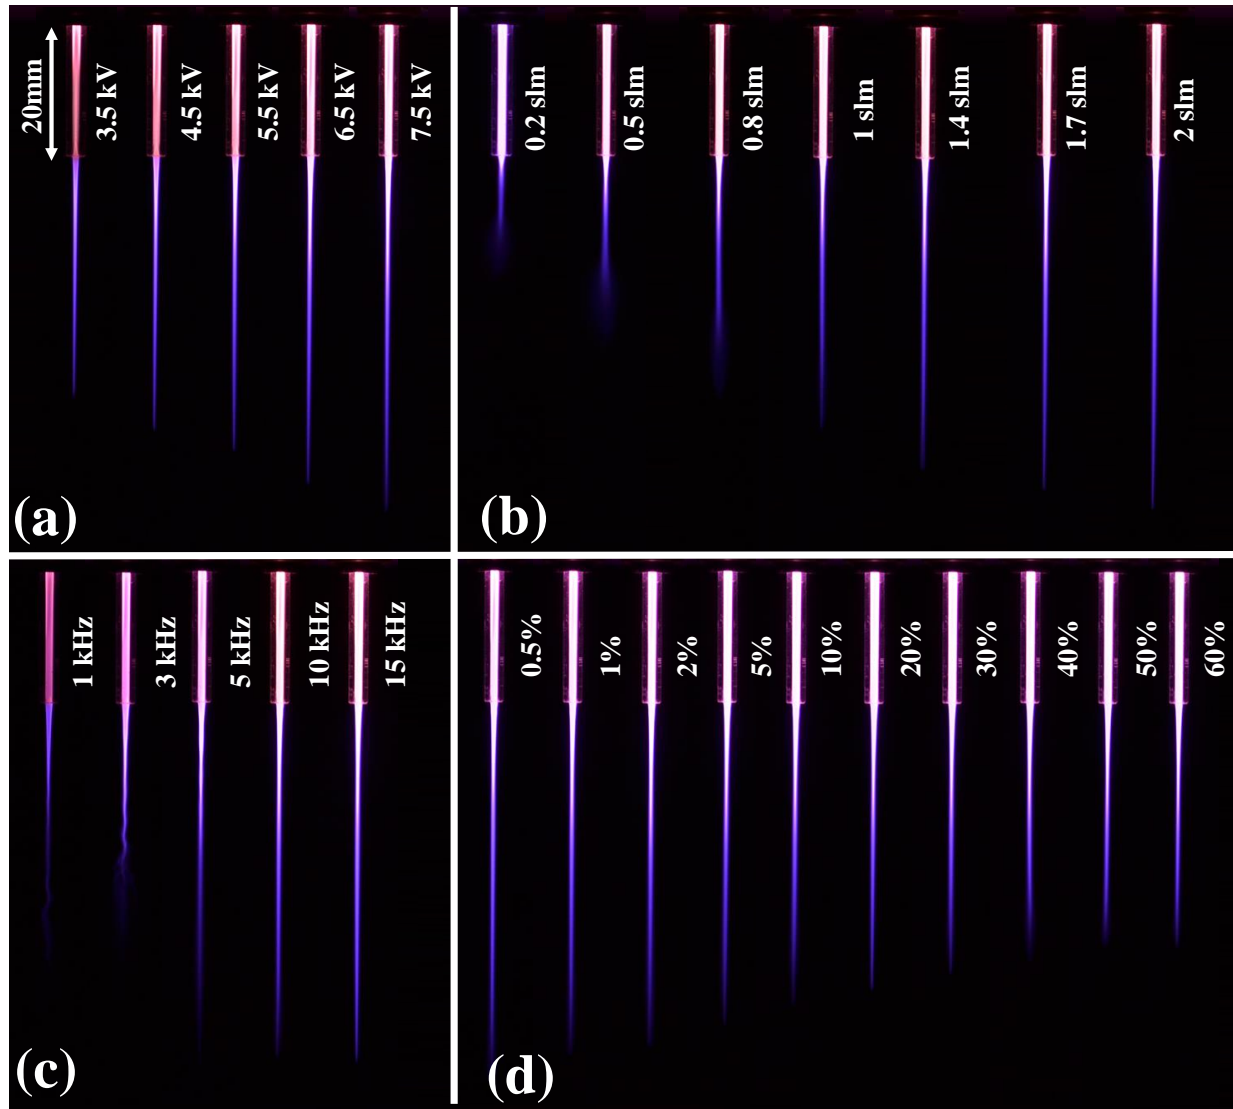 20mm
3.5 kV
4.5 kV
5.5 kV
6.5 kV
7.5 kV
(a)
0.2 slm
0.5 slm
0.8 slm
1 slm
1.4 slm
1.7 slm
2 slm
(b)
1 kHz
3 kHz
5 kHz
10 kHz
15 kHz
(c)
0.5%
1%
2%
5%
10%
20%
30%
40%
50%
60%
(d)